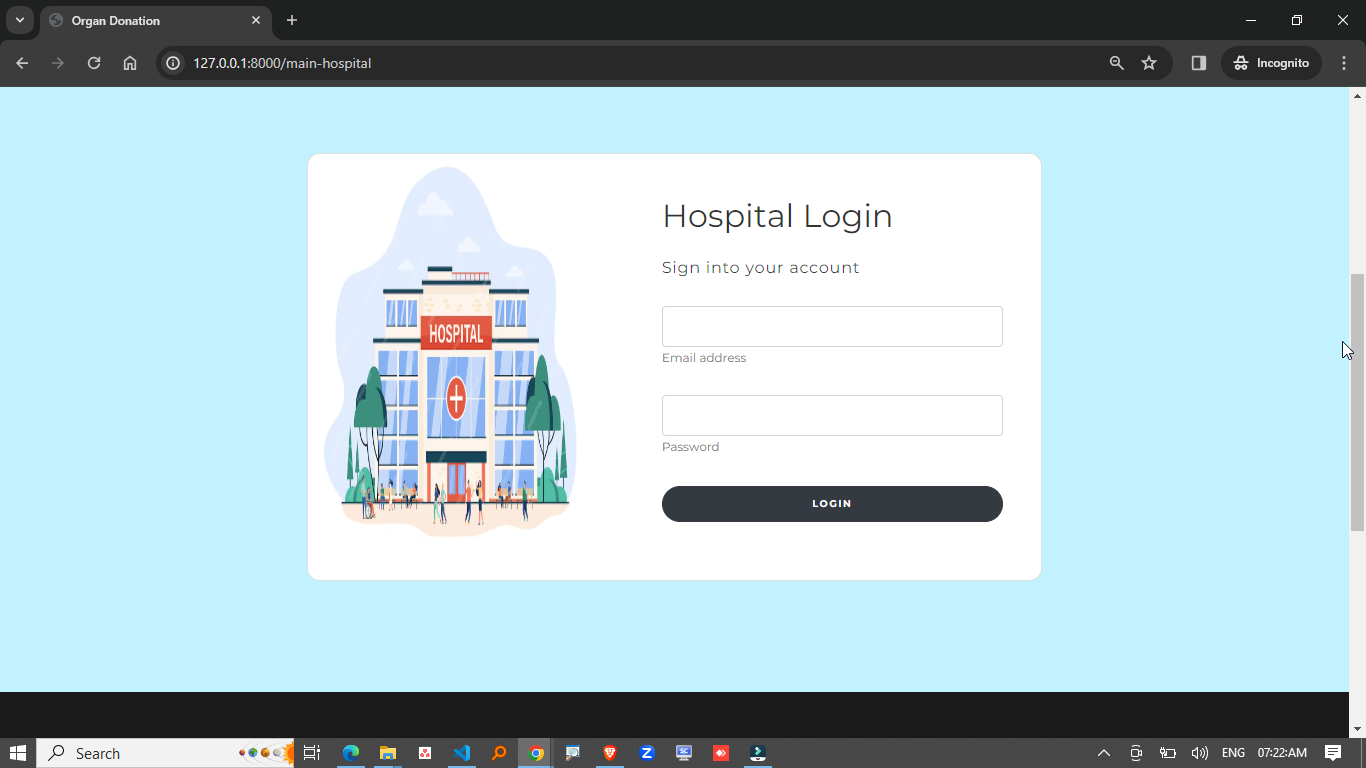 Organ Donation
127.0.0.1:8000/main-hospital
Incognito
HOSPITAL
Hospital Login
Sign into your account
Email address
Password
LOGIN
Search
ENG
07:22:AM